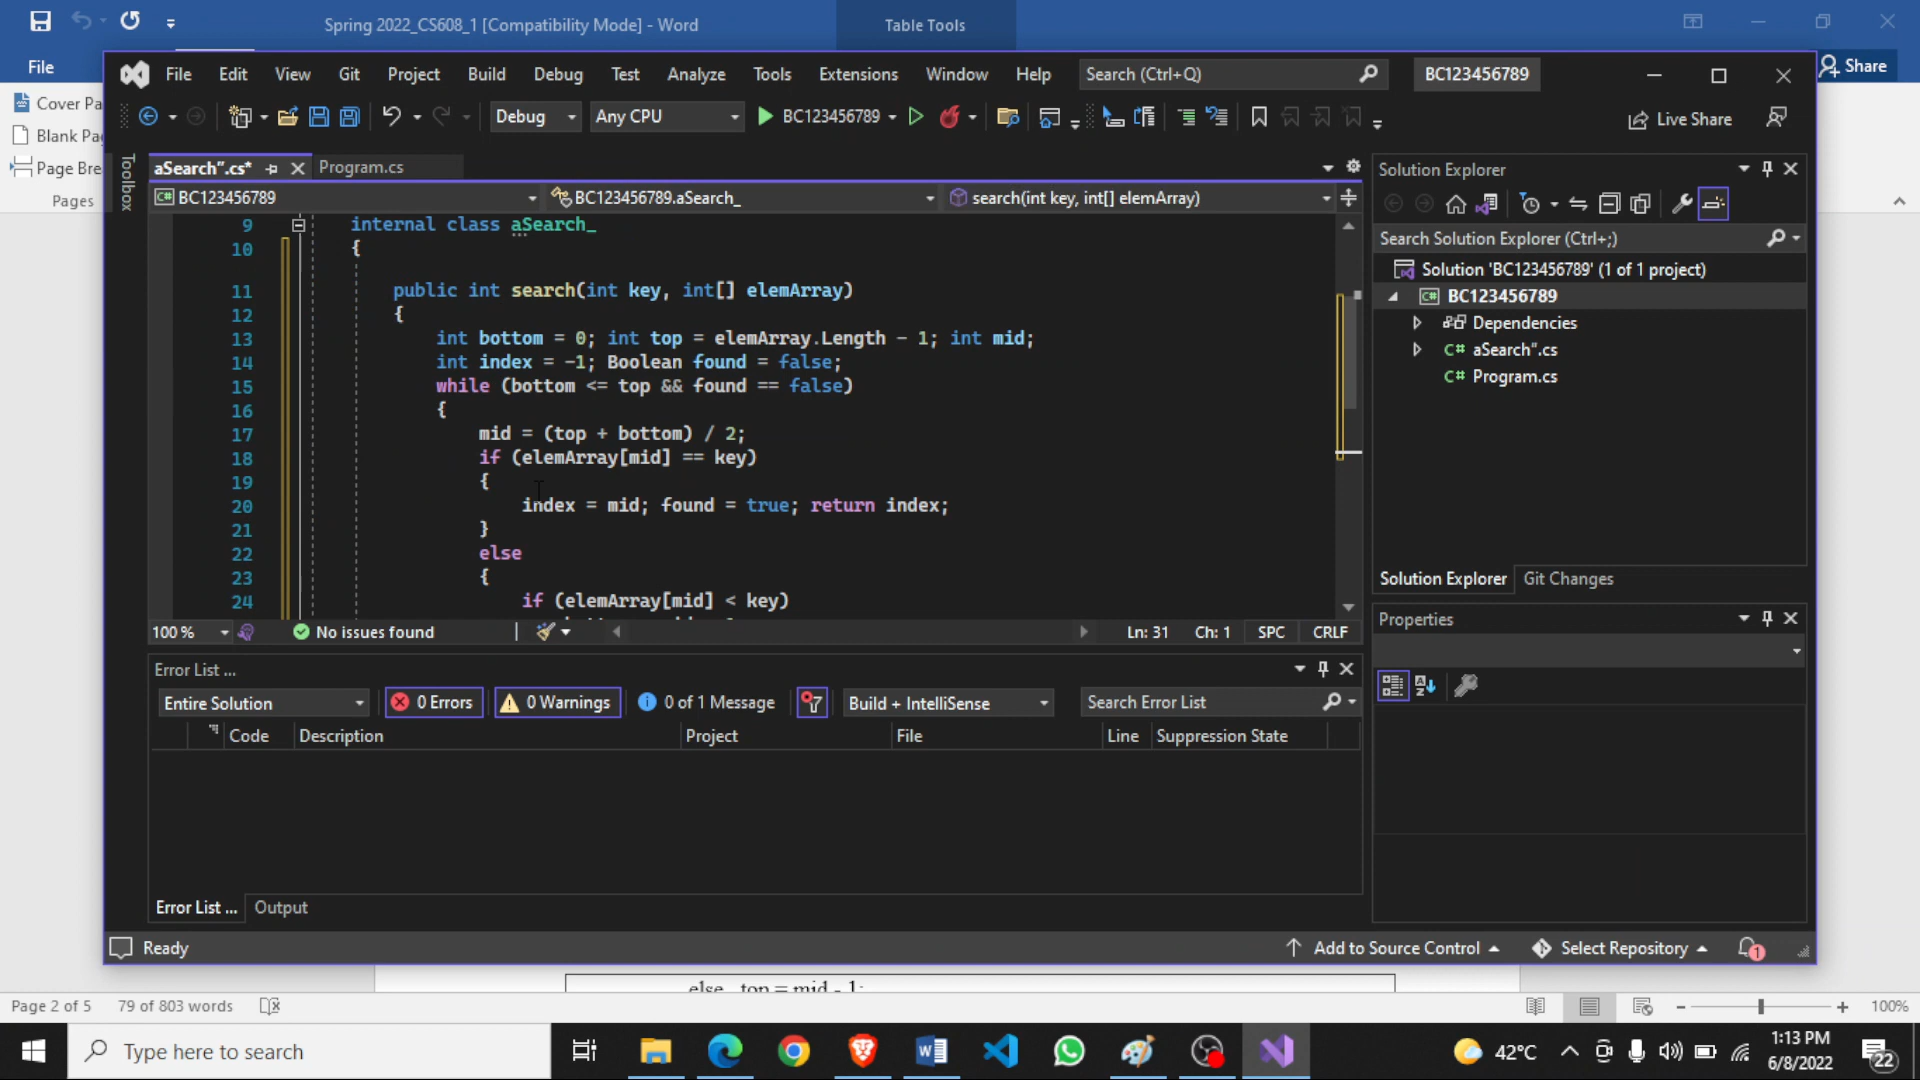 Spring 2022_CS608_1 [Compatibility Mode] - Word
Table Tools
File
Share
Cover Pa
Blank Pa
Page Bre
Pages
File Edit View Git Project Build Debug Test Analyze Tools Extensions Window Help Search (Ctrl+Q) BC123456789
Debug Any CPU BC123456789 Live Share
Toolbox
aSearch".cs* Program.cs
BC123456789 BC123456789.aSearch_ search(int key, int[] elemArray)
9 internal class aSearch_
10 {
11 public int search(int key, int[] elemArray)
12 {
13 int bottom = 0; int top = elemArray.Length - 1; int mid;
14 int index = -1; Boolean found = false;
15 while (bottom <= top && found == false)
16 {
17 mid = (top + bottom) / 2;
18 if (elemArray[mid] == key)
19 {
20 index = mid; found = true; return index;
21 }
22 else
23 {
24 if (elemArray[mid] < key)
100 % No issues found Ln: 31 Ch: 1 SPC CRLF
Error List ...
Entire Solution 0 Errors 0 Warnings 0 of 1 Message Build + IntelliSense Search Error List
Code Description Project File Line Suppression State
Error List ... Output
Solution Explorer
Search Solution Explorer (Ctrl+;)
Solution 'BC123456789' (1 of 1 project)
C# BC123456789
Dependencies
C# aSearch".cs
C# Program.cs
Solution Explorer Git Changes
Properties
Ready Add to Source Control Select Repository 1
else top = mid - 1;
Page 2 of 5 79 of 803 words 100%
Type here to search
42°C
1:13 PM
6/8/2022
22